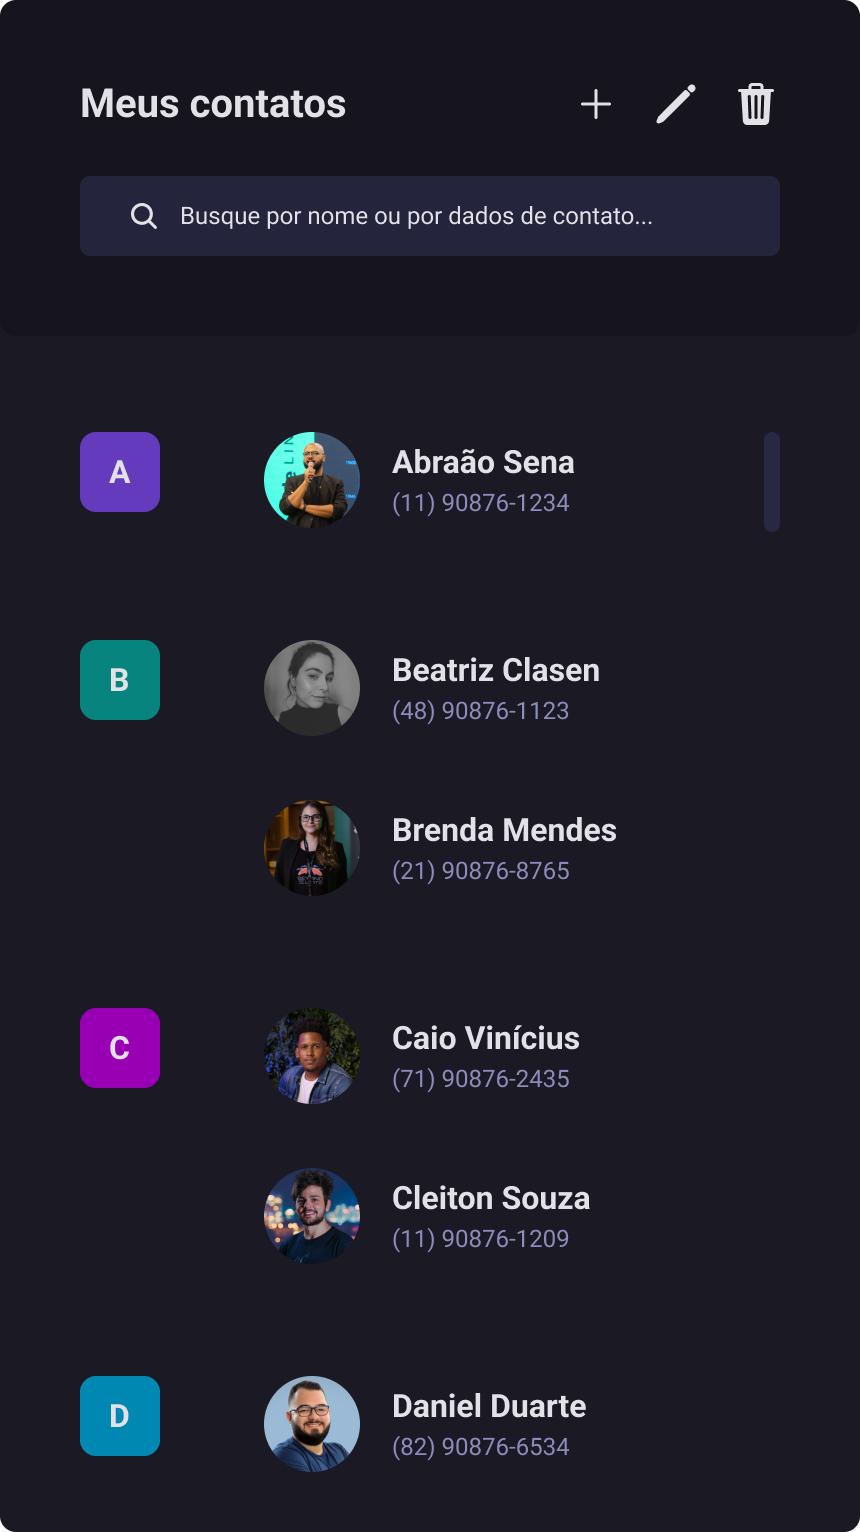 Meus contatos
Busque por nome ou por dados de contato...
A
Abraão Sena
(11) 90876-1234
B
Beatriz Clasen
(48) 90876-1123
Brenda Mendes
(21) 90876-8765
C
Caio Vinícius
(71) 90876-2435
Cleiton Souza
(11) 90876-1209
D
Daniel Duarte
(82) 90876-6534